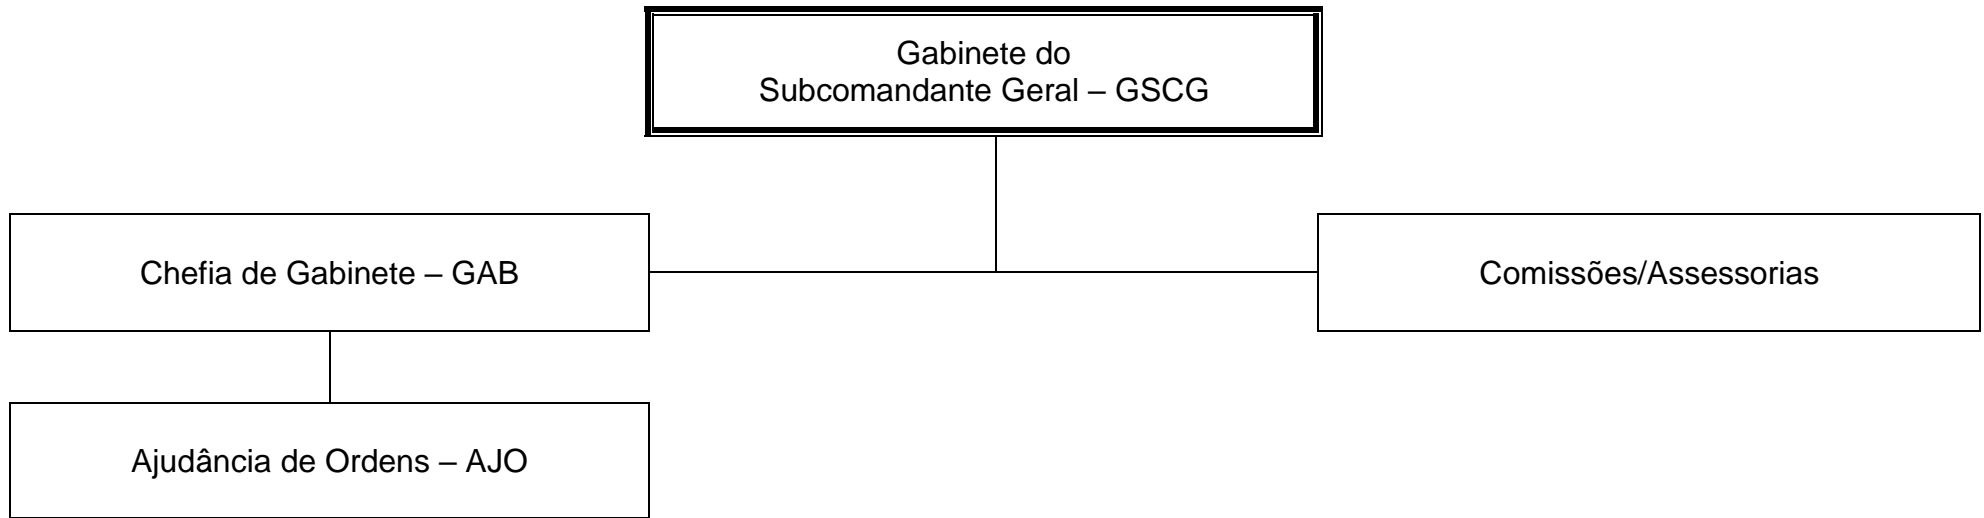 Gabinete do
Subcomandante Geral – GSCG
Chefia de Gabinete – GAB
Comissões/Assessorias
Ajudância de Ordens – AJO